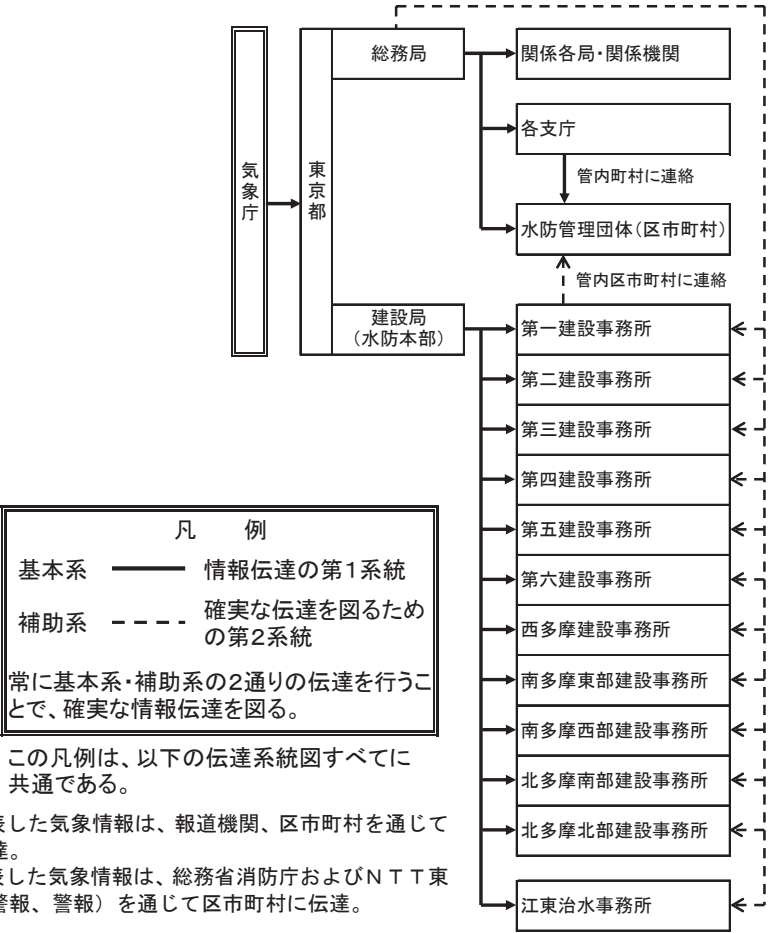 気象庁
東京都
総務局
関係各局・関係機関
各支庁
管内町村に連絡
水防管理団体（区市町村）
管内区市町村に連絡
建設局
（水防本部）
第一建設事務所
第二建設事務所
第三建設事務所
第四建設事務所
第五建設事務所
第六建設事務所
西多摩建設事務所
南多摩東部建設事務所
南多摩西部建設事務所
北多摩南部建設事務所
北多摩北部建設事務所
江東治水事務所
凡　例
基本系　情報伝達の第１系統
補助系　確実な伝達を図るため
の第２系統
常に基本系・補助系の２通りの伝達を行うこ
とで、確実な情報伝達を図る。
この凡例は、以下の伝達系統図すべてに
共通である。
表した気象情報は、報道機関、区市町村を通じて
達。
表した気象情報は、総務省消防庁およびＮＴＴ東
警報、警報）を通じて区市町村に伝達。